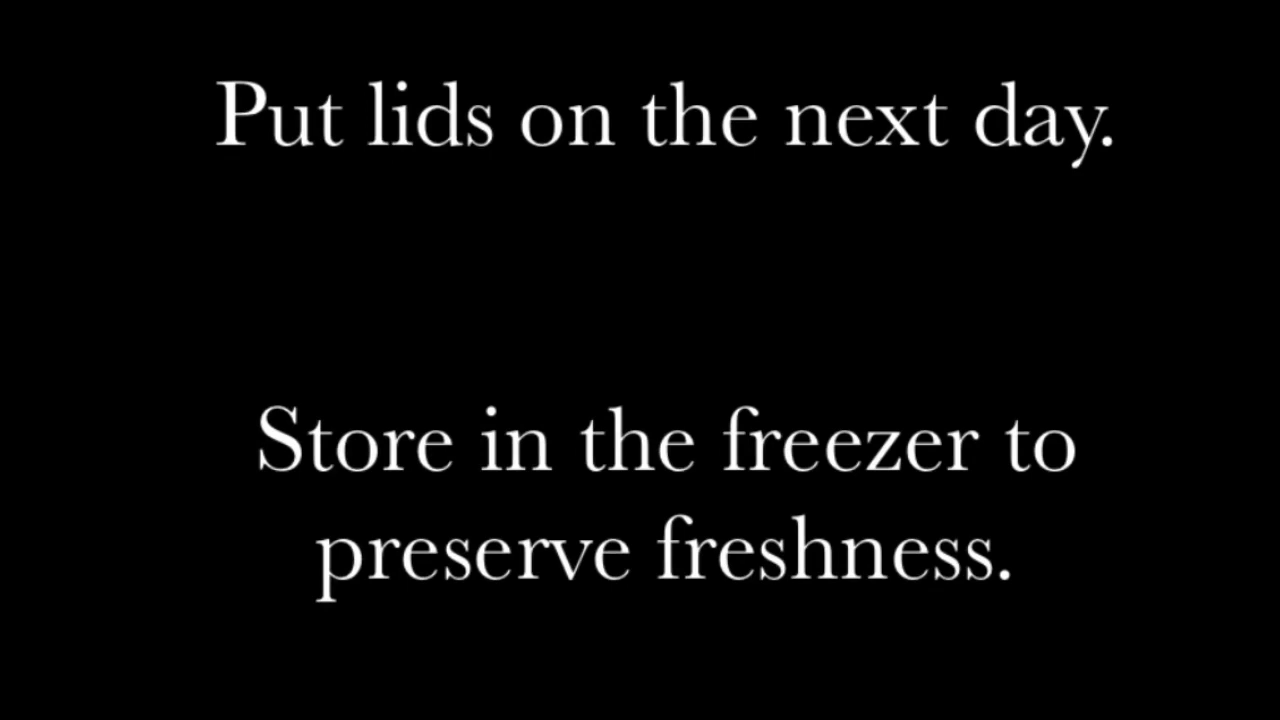 Put lids on the next day.
Store in the freezer to
preserve freshness.